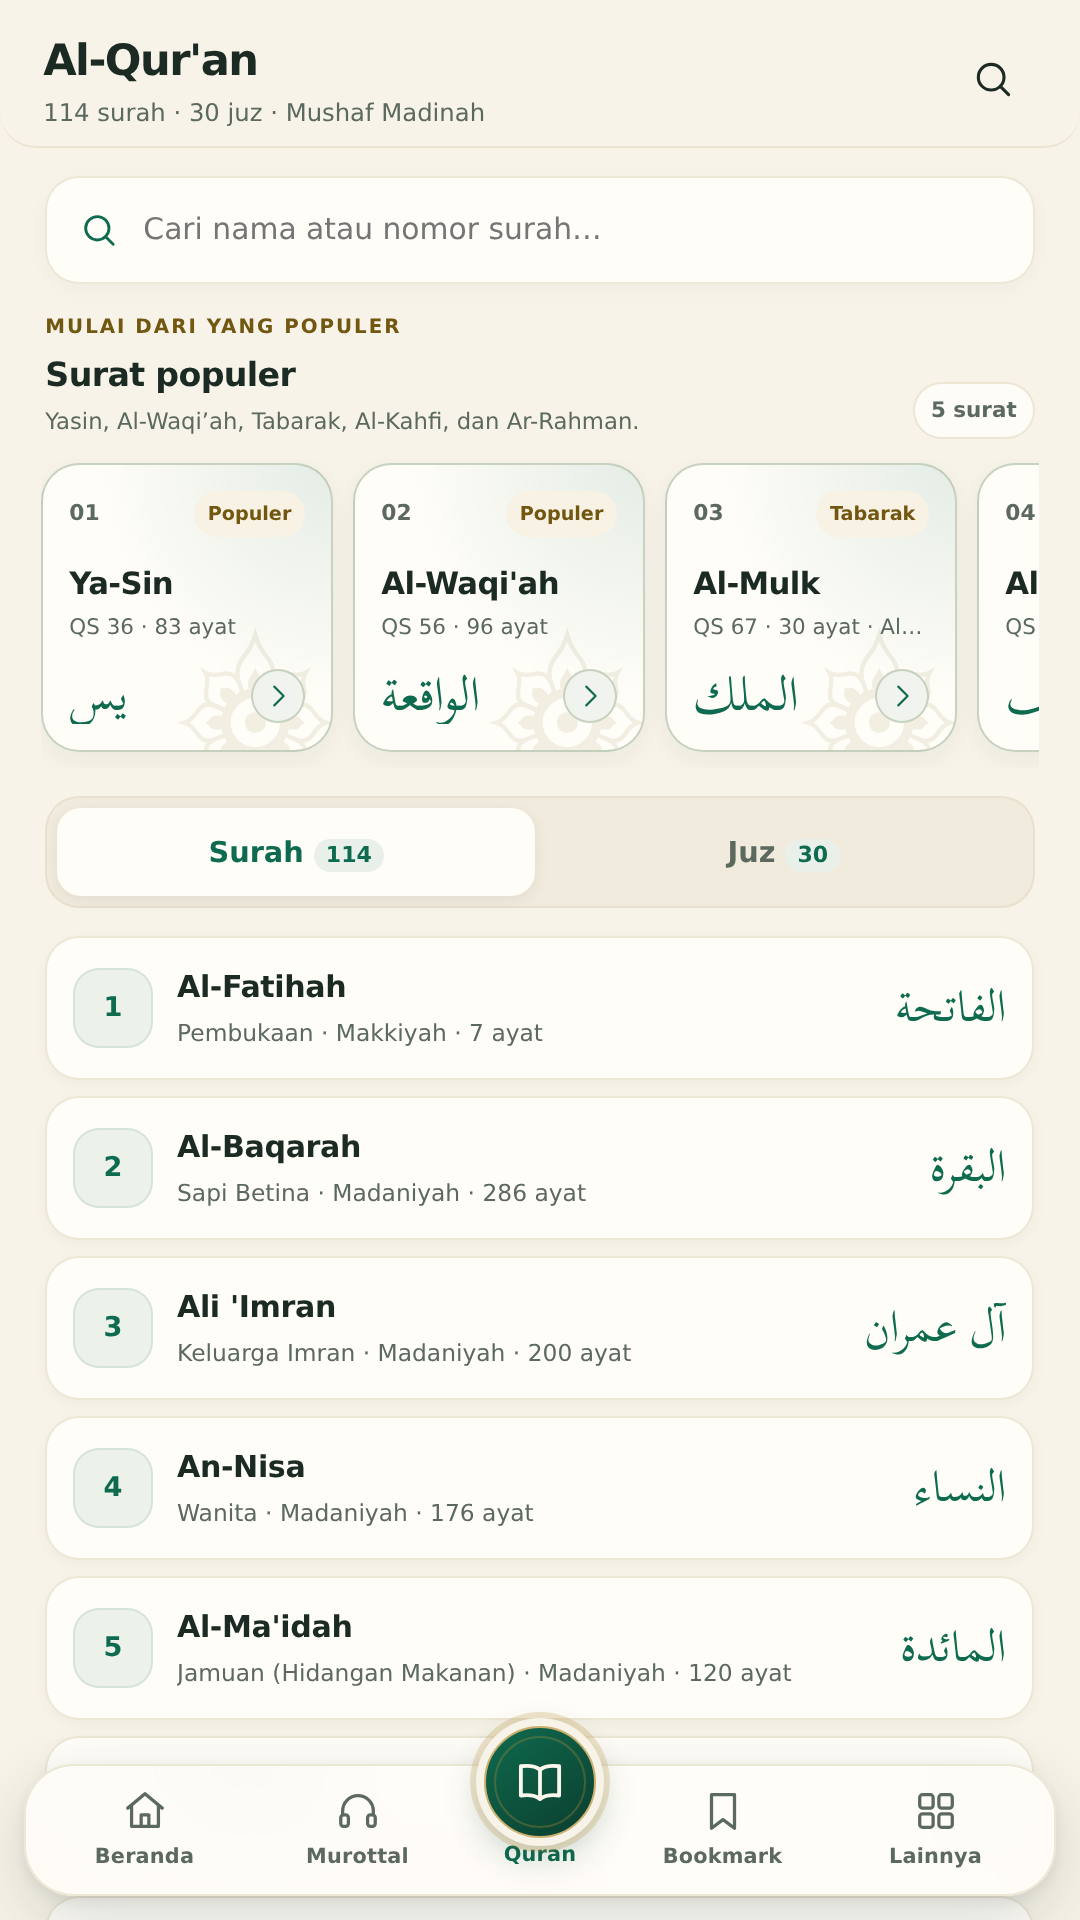 Al-Qur'an
114 surah · 30 juz · Mushaf Madinah
Cari nama atau nomor surah...
MULAI DARI YANG POPULER
Surat populer
Yasin, Al-Waqi’ah, Tabarak, Al-Kahfi, dan Ar-Rahman.
5 surat
01 Populer
Ya-Sin
QS 36 · 83 ayat
يس
02 Populer
Al-Waqi'ah
QS 56 · 96 ayat
الواقعة
03 Tabarak
Al-Mulk
QS 67 · 30 ayat · Al…
الملك
04
Al
QS
Surah 114
Juz 30
1
Al-Fatihah
Pembukaan · Makkiyah · 7 ayat
الفاتحة
2
Al-Baqarah
Sapi Betina · Madaniyah · 286 ayat
البقرة
3
Ali 'Imran
Keluarga Imran · Madaniyah · 200 ayat
آل عمران
4
An-Nisa
Wanita · Madaniyah · 176 ayat
النساء
5
Al-Ma'idah
Jamuan (Hidangan Makanan) · Madaniyah · 120 ayat
المائدة
Beranda
Murottal
Quran
Bookmark
Lainnya